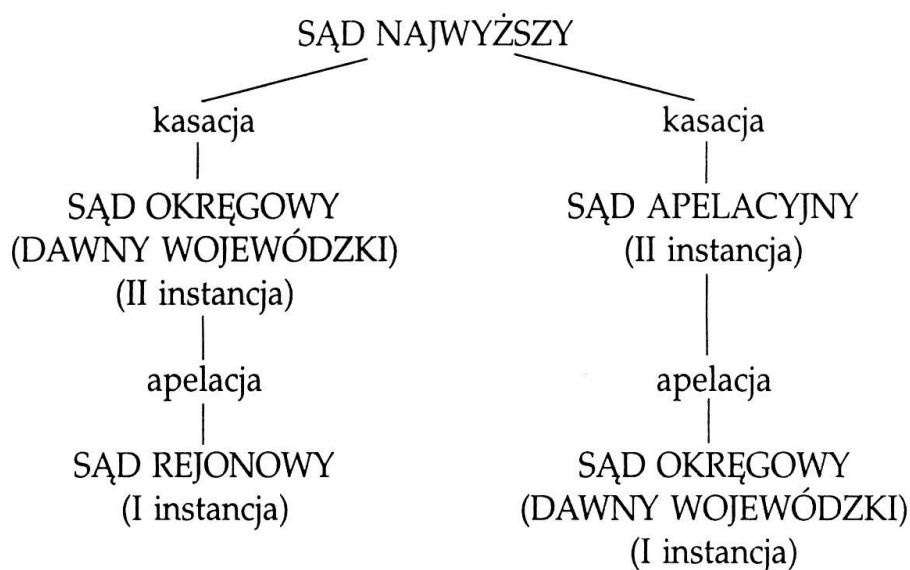 SĄD NAJWYŻSZY
kasacja
kasacja
SĄD OKRĘGOWY
(DAWNY WOJEWÓDZKI)
(II instancja)
SĄD APELACYJNY
(II instancja)
apelacja
apelacja
SĄD REJONOWY
(I instancja)
SĄD OKRĘGOWY
(DAWNY WOJEWÓDZKI)
(I instancja)